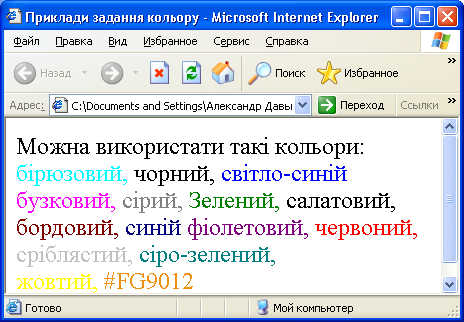 Приклади задання кольору - Microsoft Internet Explorer
Файл Правка Вид Избранное Сервис Справка
Назад Поиск Избранное
Адрес: C:\Documents and Settings\Александр Давы Переход Ссылки
Можна використати такі кольори:
бірюзовий, чорний, світло-синій
бузковий, сірий, Зелений, салатовий,
бордовий, синій фіолетовий, червоний,
сріблястий, сіро-зелений,
жовтий, #FG9012
Готово Мой компьютер